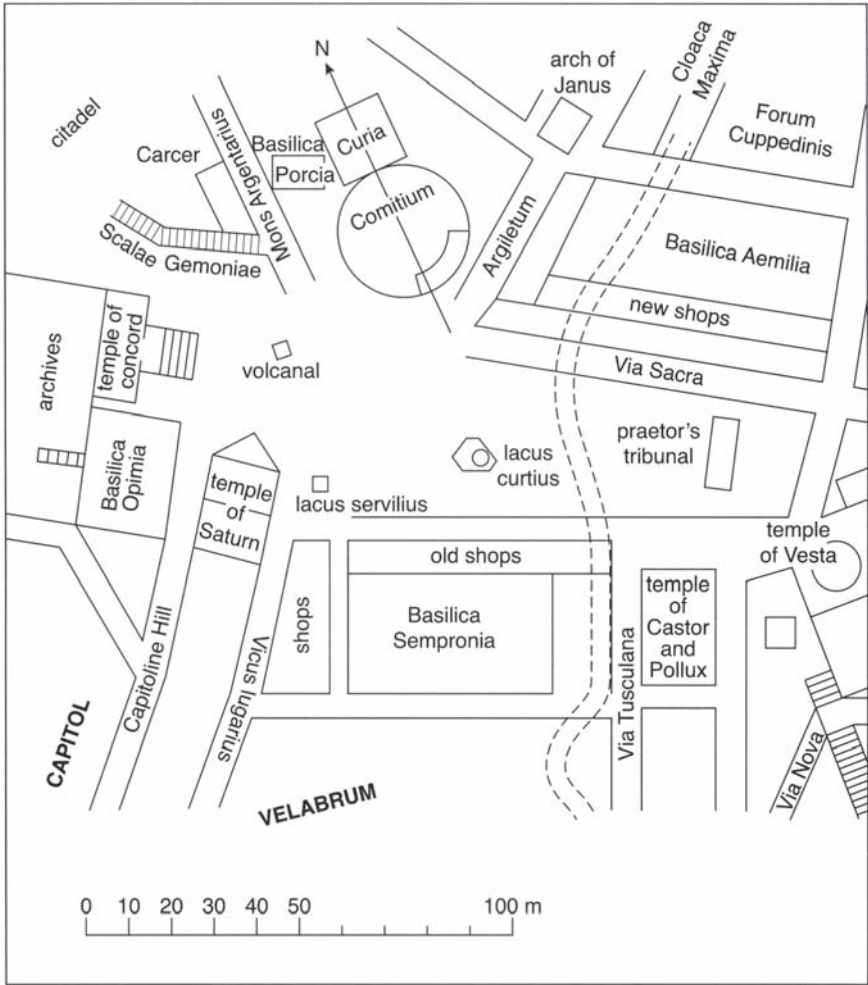 N
arch of
Janus
Cloaca
Maxima
Forum
Cuppedinis
citadel
Carcer
Mons Argentarius
Basilica
Porcia
Curia
Comitium
Argiletum
Basilica Aemilia
Scalae Gemoniae
new shops
Via Sacra
archives
temple of
concord
volcanal
praetor's
tribunal
lacus
curtius
Basilica
Opimia
temple
of
Saturn
lacus servilius
temple
of Vesta
old shops
shops
Basilica
Sempronia
temple
of
Castor
and
Pollux
Capitoline Hill
Vicus Iugarius
Via Tusculana
CAPITOL
VELABRUM
Via Nova
0 10 20 30 40 50 100 m